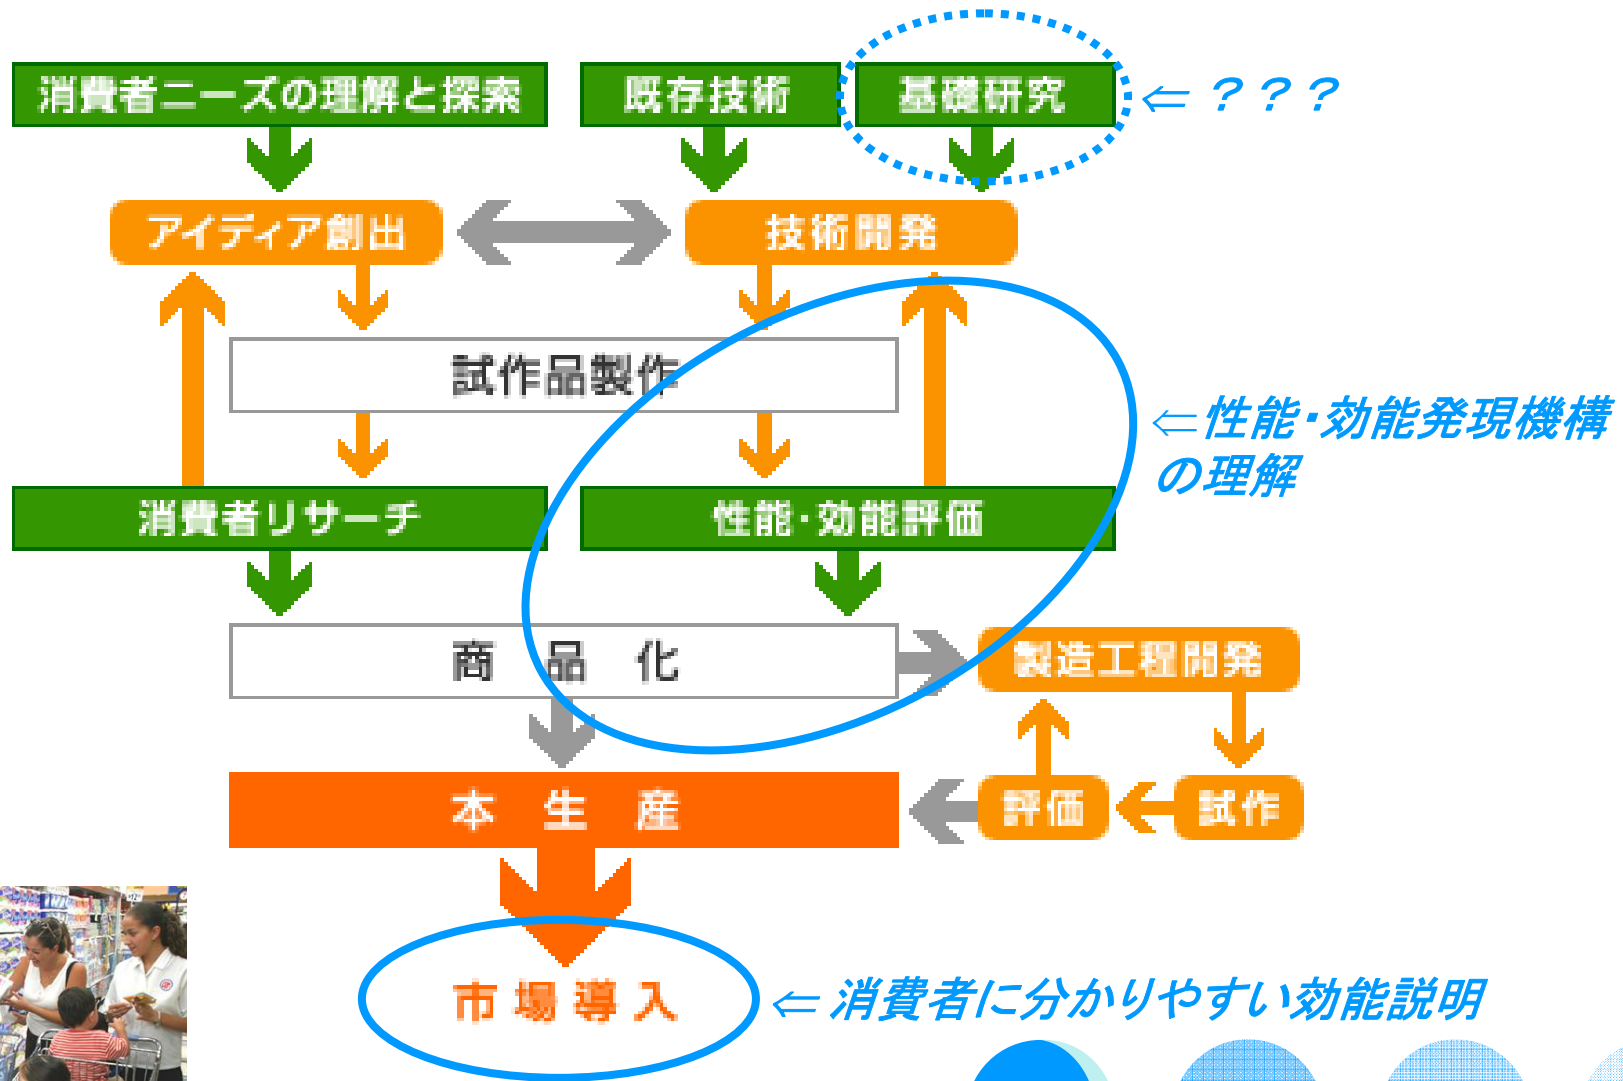 消費者ニーズの理解と探索
既存技術
基礎研究
⇐ ？？？
アイディア創出
技術開発
試作品製作
⇐性能・効能発現機構
の理解
消費者リサーチ
性能・効能評価
商　品　化
製造工程開発
本　生　産
評価
試作
市場導入
⇐ 消費者に分かりやすい効能説明